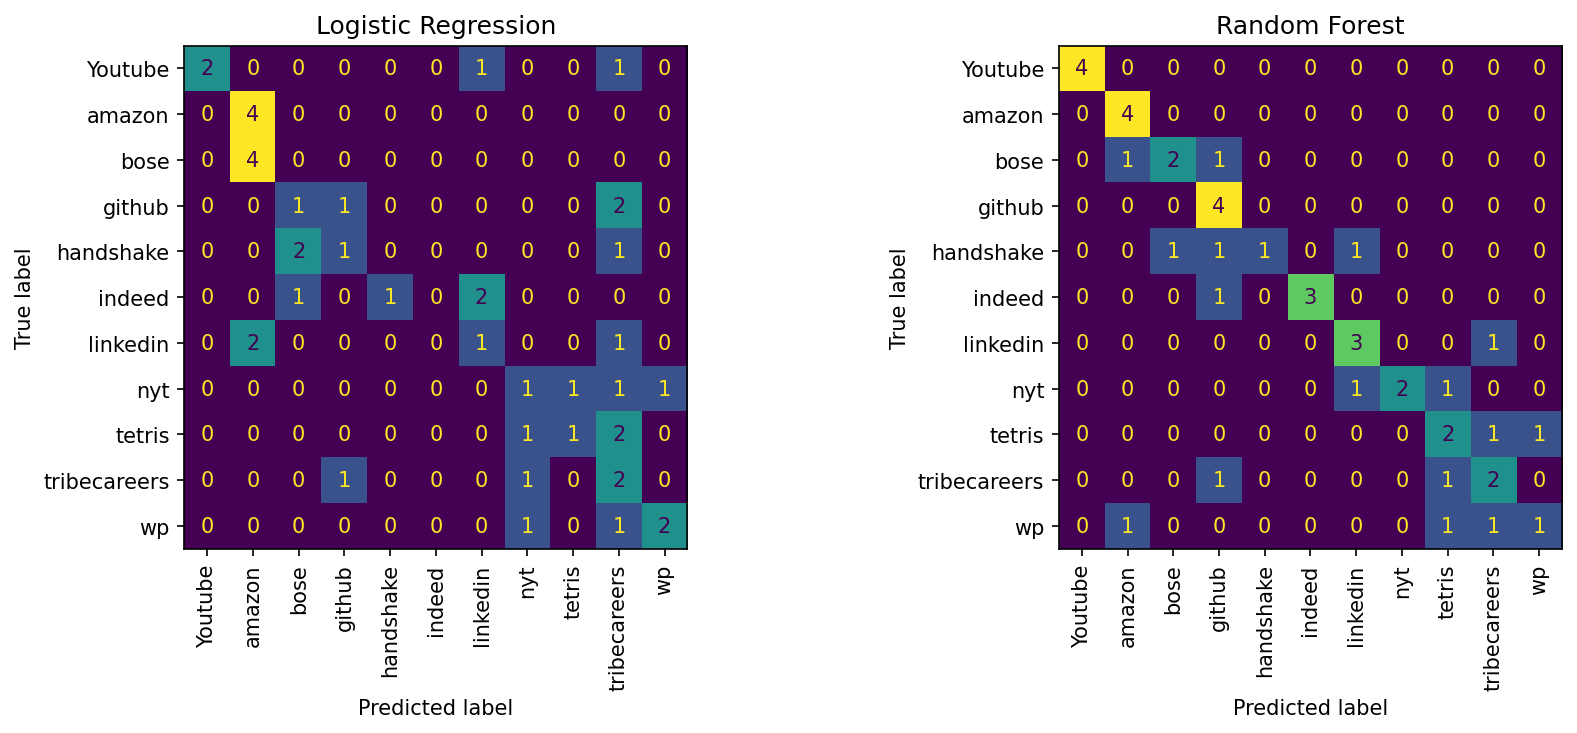 Logistic Regression
True label
Youtube 2 0 0 0 0 0 1 0 0 1 0
amazon 0 4 0 0 0 0 0 0 0 0 0
bose 0 4 0 0 0 0 0 0 0 0 0
github 0 0 1 1 0 0 0 0 0 2 0
handshake 0 0 2 1 0 0 0 0 0 1 0
indeed 0 0 1 0 1 0 2 0 0 0 0
linkedin 0 2 0 0 0 0 1 0 0 1 0
nyt 0 0 0 0 0 0 0 1 1 1 1
tetris 0 0 0 0 0 0 0 1 1 2 0
tribecareers 0 0 0 1 0 0 0 1 0 2 0
wp 0 0 0 0 0 0 0 1 0 1 2
Youtube amazon bose github handshake indeed linkedin nyt tetris tribecareers wp
Predicted label
Random Forest
True label
Youtube 4 0 0 0 0 0 0 0 0 0 0
amazon 0 4 0 0 0 0 0 0 0 0 0
bose 0 1 2 1 0 0 0 0 0 0 0
github 0 0 0 4 0 0 0 0 0 0 0
handshake 0 0 1 1 1 0 1 0 0 0 0
indeed 0 0 0 1 0 3 0 0 0 0 0
linkedin 0 0 0 0 0 0 3 0 0 1 0
nyt 0 0 0 0 0 0 1 2 1 0 0
tetris 0 0 0 0 0 0 0 0 2 1 1
tribecareers 0 0 0 1 0 0 0 0 1 2 0
wp 0 1 0 0 0 0 0 0 1 1 1
Youtube amazon bose github handshake indeed linkedin nyt tetris tribecareers wp
Predicted label